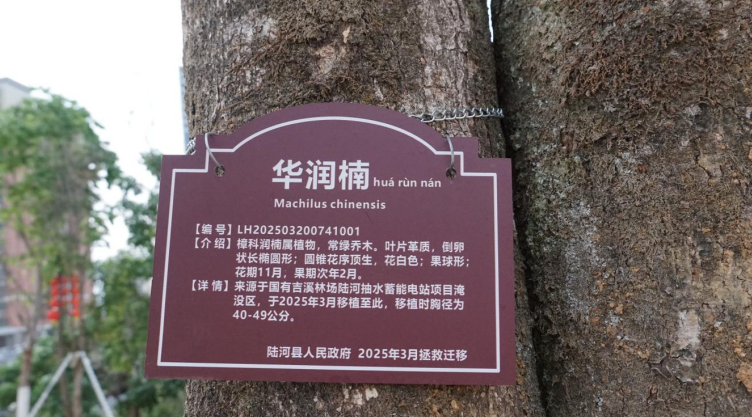 华润楠 huá rùn nán
Machilus chinensis
【编 号】LH202503200741001
【介 绍】樟科润楠属植物，常绿乔木。叶片革质，倒卵
状长椭圆形；圆锥花序顶生，花白色；果球形；
花期11月，果期次年2月。
【详 情】来源于国有吉溪林场陆河抽水蓄能电站项目淹
没区，于2025年3月移植至此，移植时胸径为
40-49公分。
陆河县人民政府 2025年3月拯救迁移